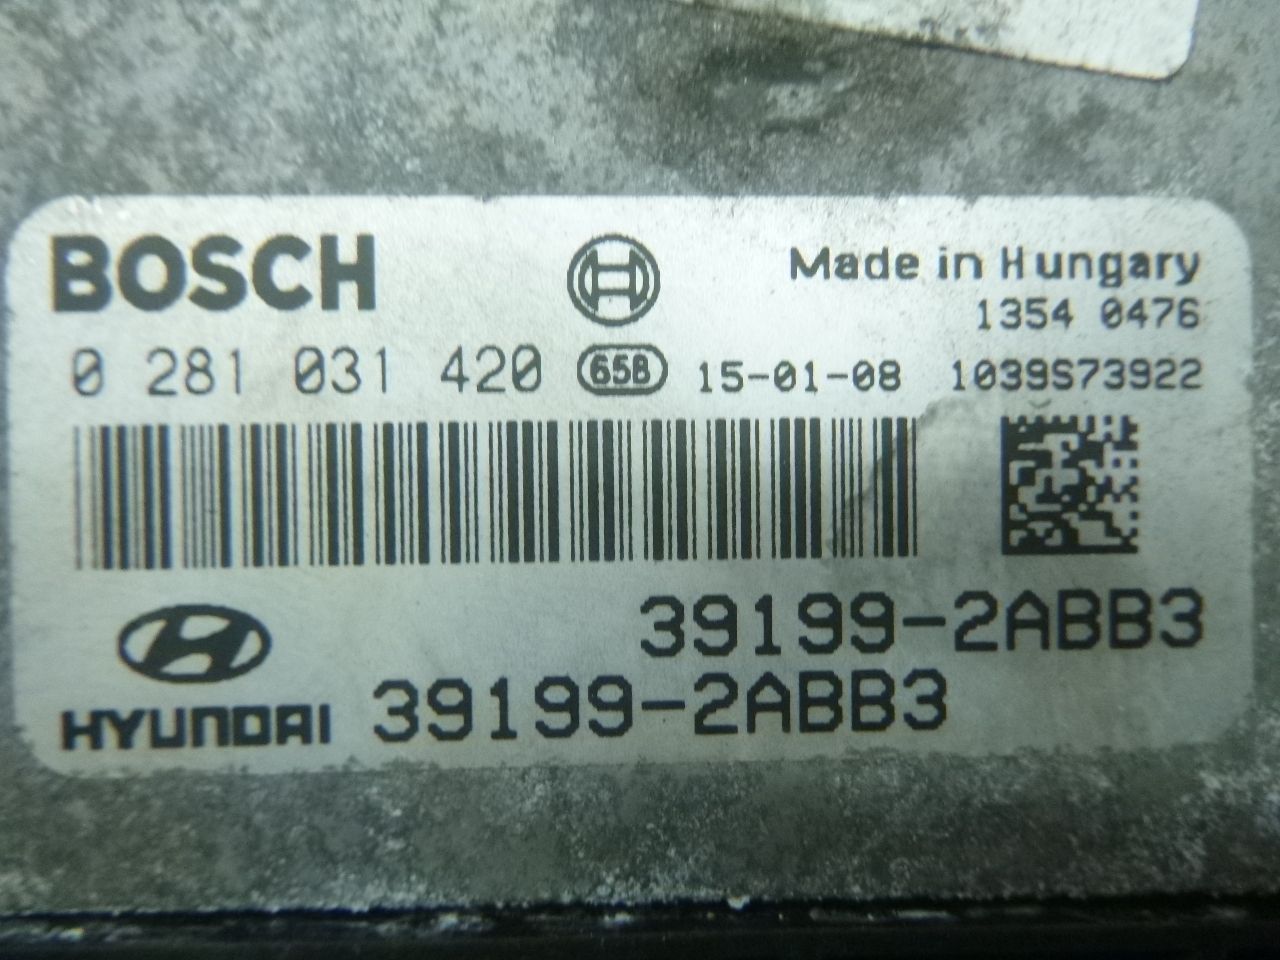 BOSCH
Made in Hungary
1354 0476
0 281 031 420 65B 15-01-08 1039S73922
39199-2ABB3
HYUNDAI 39199-2ABB3